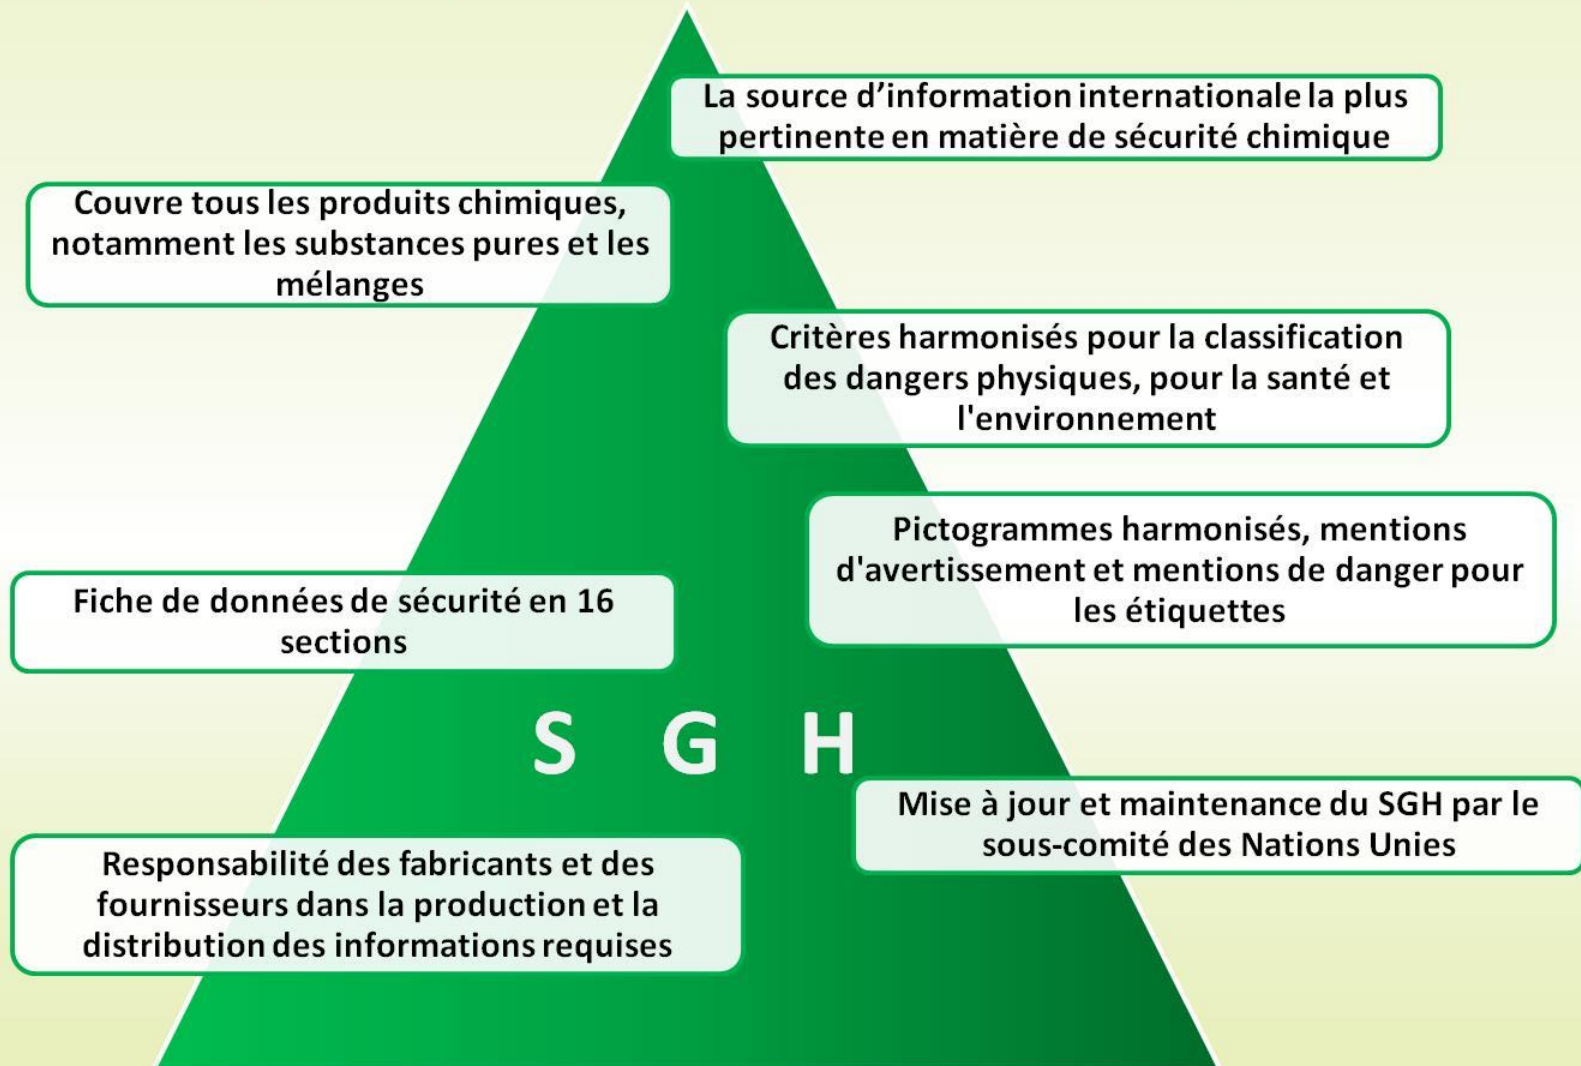 La source d’information internationale la plus
pertinente en matière de sécurité chimique
Couvre tous les produits chimiques,
notamment les substances pures et les
mélanges
Critères harmonisés pour la classification
des dangers physiques, pour la santé et
l'environnement
Pictogrammes harmonisés, mentions
d'avertissement et mentions de danger pour
les étiquettes
Fiche de données de sécurité en 16
sections
S G H
Mise à jour et maintenance du SGH par le
sous-comité des Nations Unies
Responsabilité des fabricants et des
fournisseurs dans la production et la
distribution des informations requises